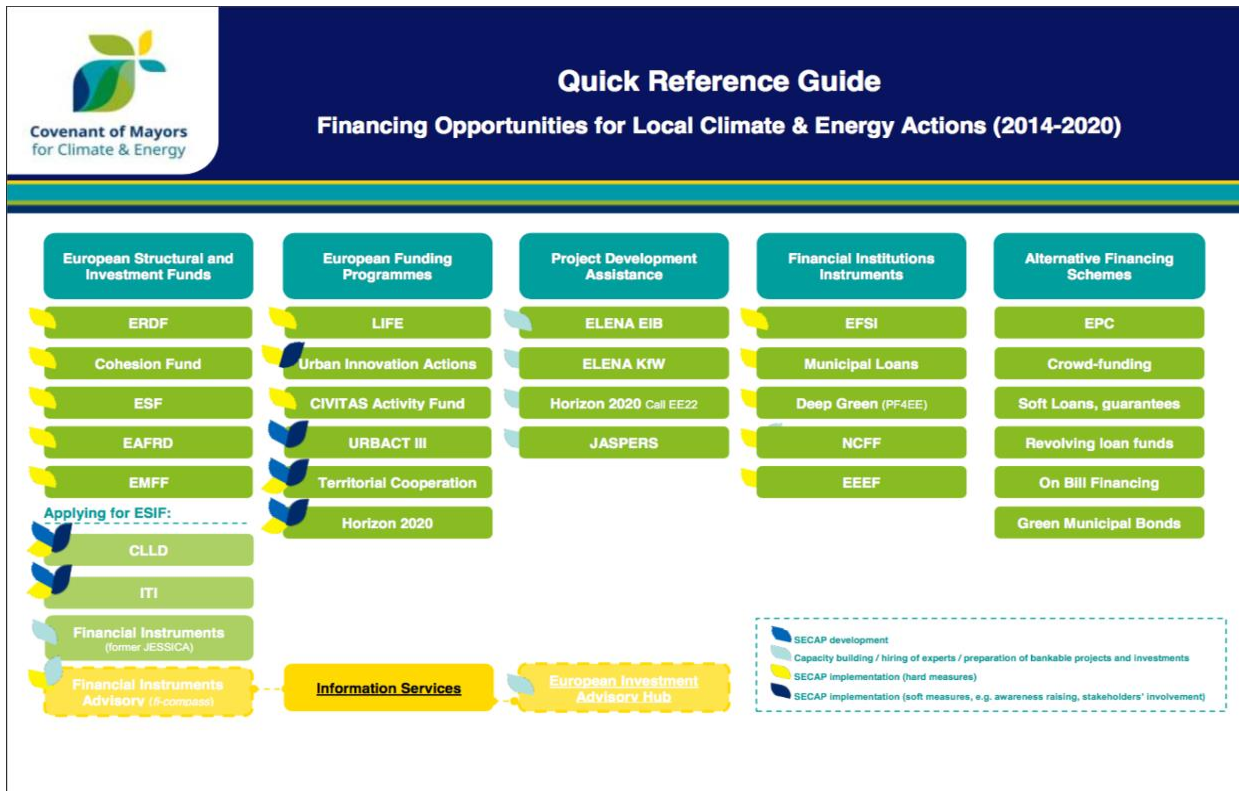 Covenant of Mayors
for Climate & Energy
Quick Reference Guide
Financing Opportunities for Local Climate & Energy Actions (2014-2020)
European Structural and
Investment Funds
ERDF
Cohesion Fund
ESF
EAFRD
EMFF
Applying for ESIF:
CLLD
ITI
Financial Instruments
(former JESSICA)
Financial Instruments
Advisory (fi-compass)
European Funding
Programmes
LIFE
Urban Innovation Actions
CIVITAS Activity Fund
URBACT III
Territorial Cooperation
Horizon 2020
Information Services
Project Development
Assistance
ELENA EIB
ELENA KfW
Horizon 2020 Call EE22
JASPERS
European Investment
Advisory Hub
Financial Institutions
Instruments
EFSI
Municipal Loans
Deep Green (PF4EE)
NCFF
EEEF
Alternative Financing
Schemes
EPC
Crowd-funding
Soft Loans, guarantees
Revolving loan funds
On Bill Financing
Green Municipal Bonds
SECAP development
Capacity building / hiring of experts / preparation of bankable projects and investments
SECAP implementation (hard measures)
SECAP implementation (soft measures, e.g. awareness raising, stakeholders' involvement)